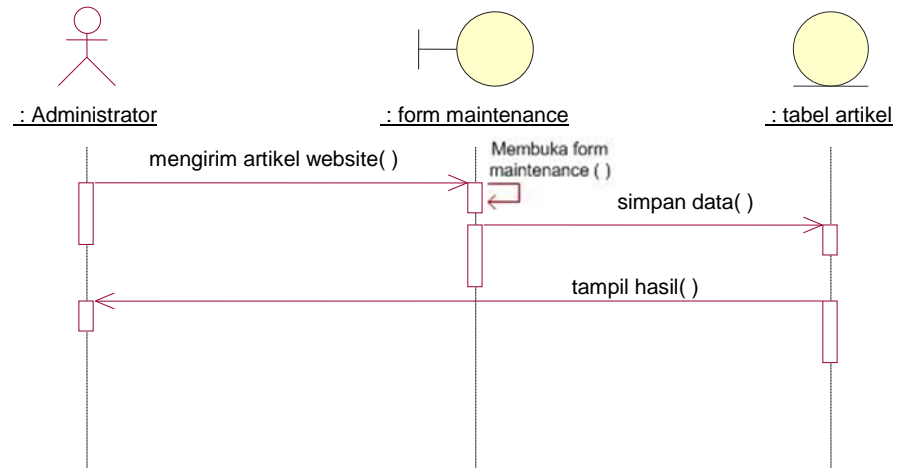 : Administrator
: form maintenance
: tabel artikel
mengirim artikel website( )
Membuka form
maintenance ( )
simpan data( )
tampil hasil( )